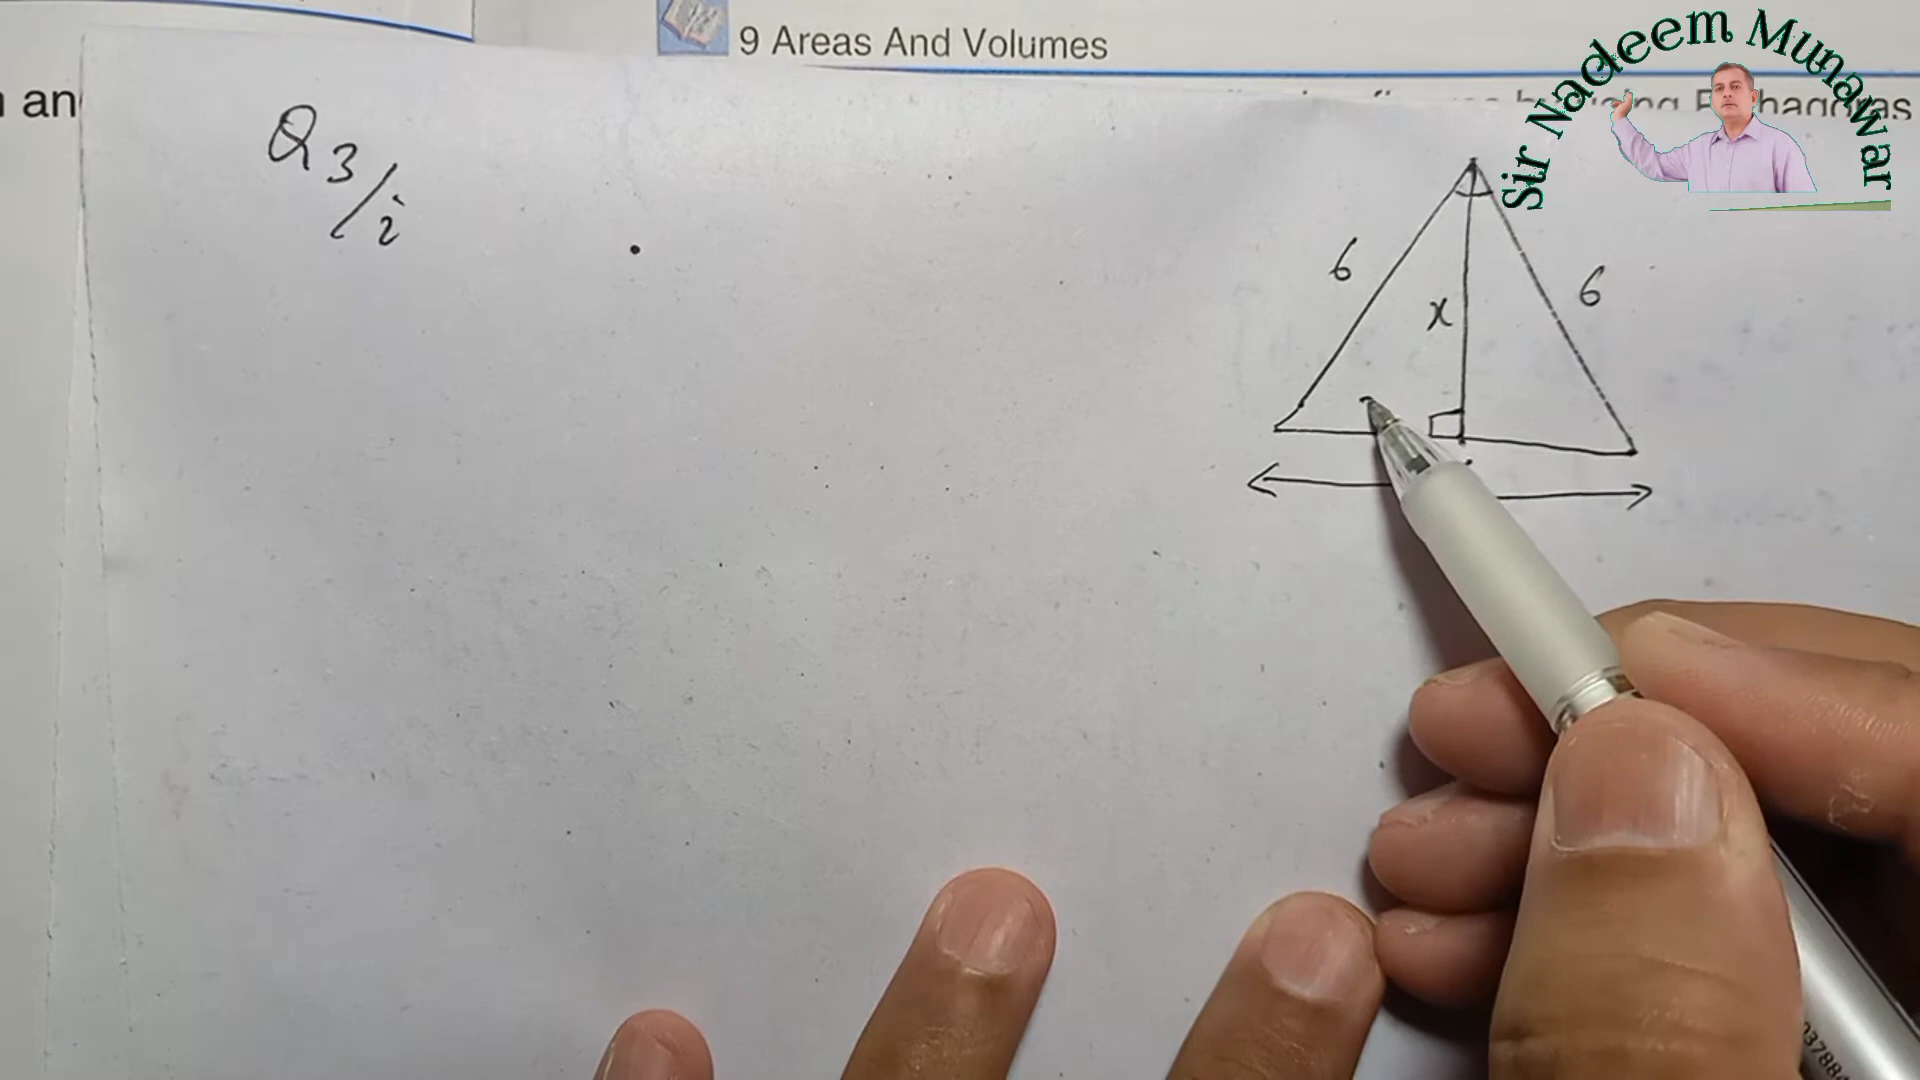 9 Areas And Volumes
Sir Nadeem Munawar
an
Q3/i
6
6
x